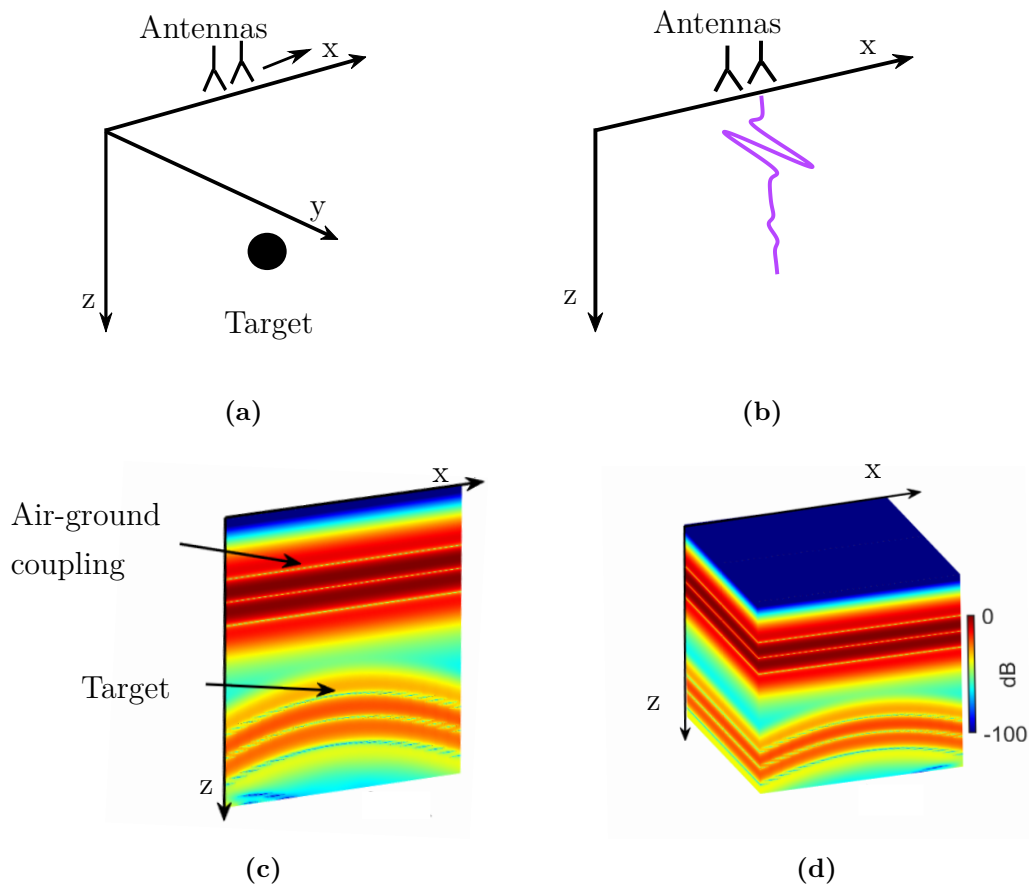 Antennas
x
y
z
Target
(a)
Antennas
x
z
(b)
x
Air-ground
coupling
Target
z
(c)
x
0
dB
-100
z
(d)